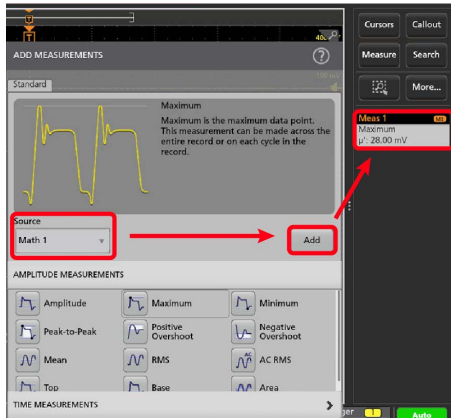 T
T
ADD MEASUREMENTS
?
Standard
Maximum
Maximum is the maximum data point.
This measurement can be made across the
entire record or on each cycle in the
record.
Source
Math 1
Add
AMPLITUDE MEASUREMENTS
Amplitude
Maximum
Minimum
Peak-to-Peak
Positive
Overshoot
Negative
Overshoot
Mean
RMS
AC RMS
Top
Base
Area
TIME MEASUREMENTS
Cursors
Callout
Measure
Search
More...
Meas 1
M1
Maximum
µ': 28.00 mV
1
Auto